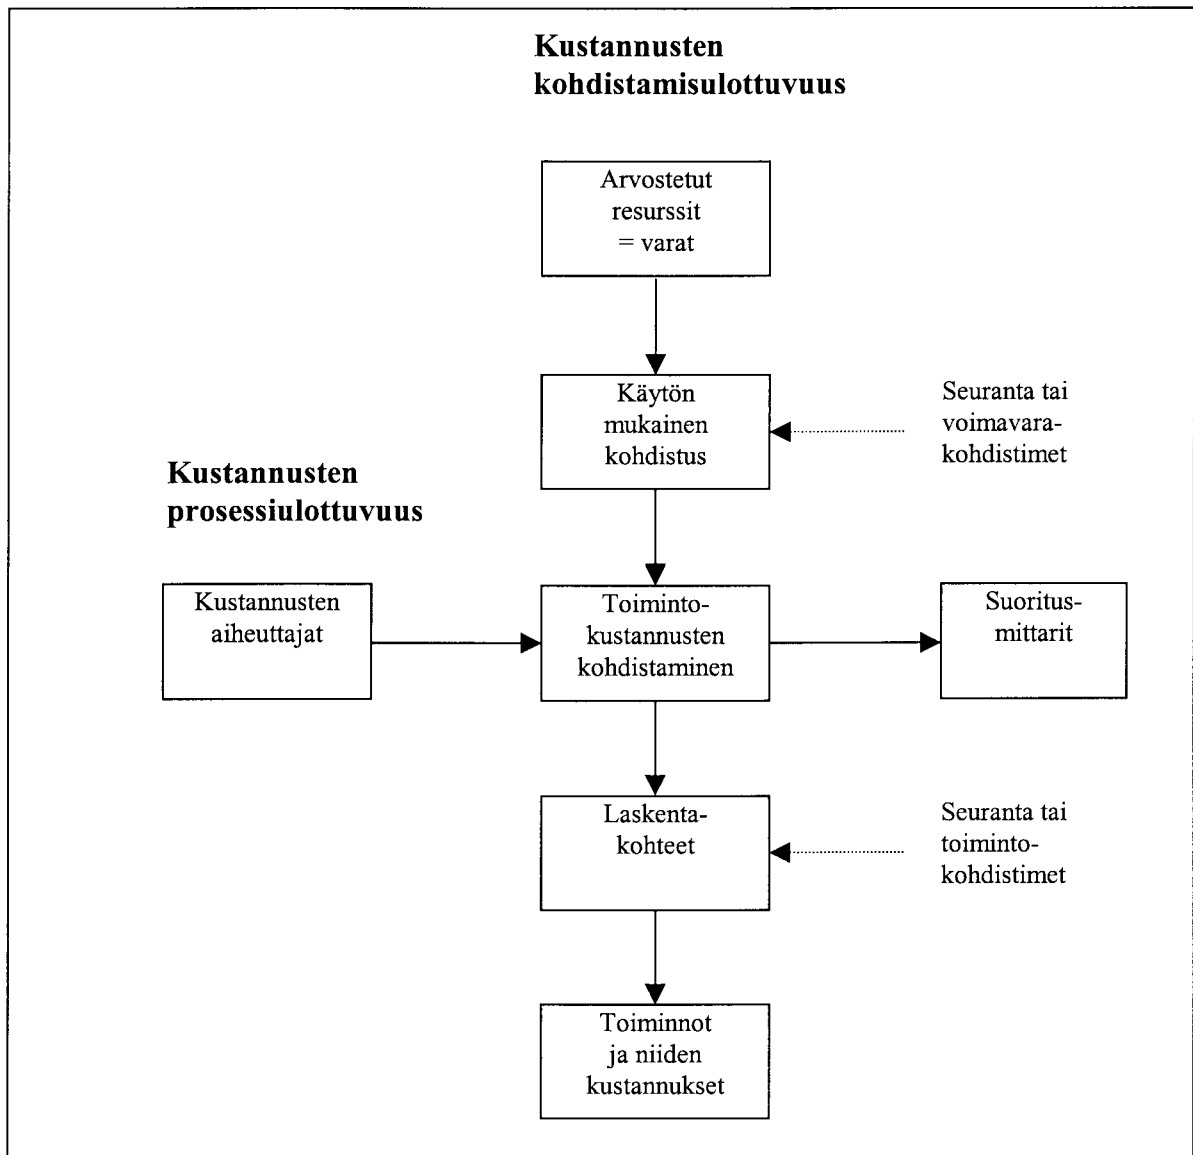 Kustannusten
kohdistamisulottuvuus
Arvostetut
resurssit
= varat
Käytön
mukainen
kohdistus
Seuranta tai
voimavara-
kohdistimet
Kustannusten
prosessiulottuvuus
Kustannusten
aiheuttajat
Toiminto-
kustannusten
kohdistaminen
Suoritus-
mittarit
Laskenta-
kohteet
Seuranta tai
toiminto-
kohdistimet
Toiminnot
ja niiden
kustannukset